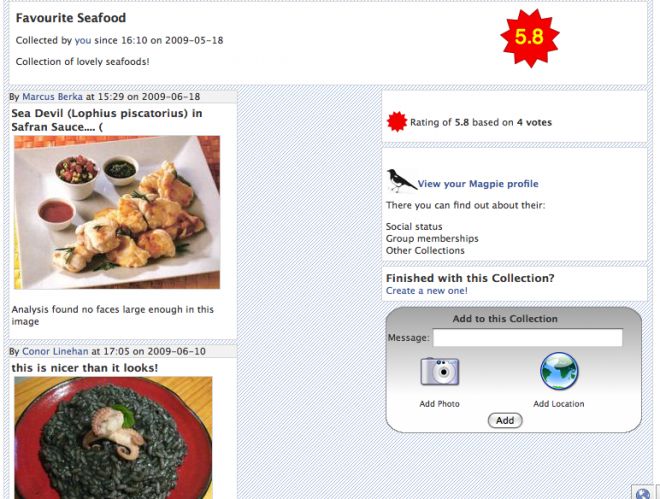 Favourite Seafood
Collected by you since 16:10 on 2009-05-18
Collection of lovely seafoods!
5.8
By Marcus Berka at 15:29 on 2009-06-18
Sea Devil (Lophius piscatorius) in
Safran Sauce.... (
Analysis found no faces large enough in this
image
By Conor Linehan at 17:05 on 2009-06-10
this is nicer than it looks!
Rating of 5.8 based on 4 votes
View your Magpie profile
There you can find out about their:
Social status
Group memberships
Other Collections
Finished with this Collection?
Create a new one!
Add to this Collection
Message:
Add Photo
Add Location
Add